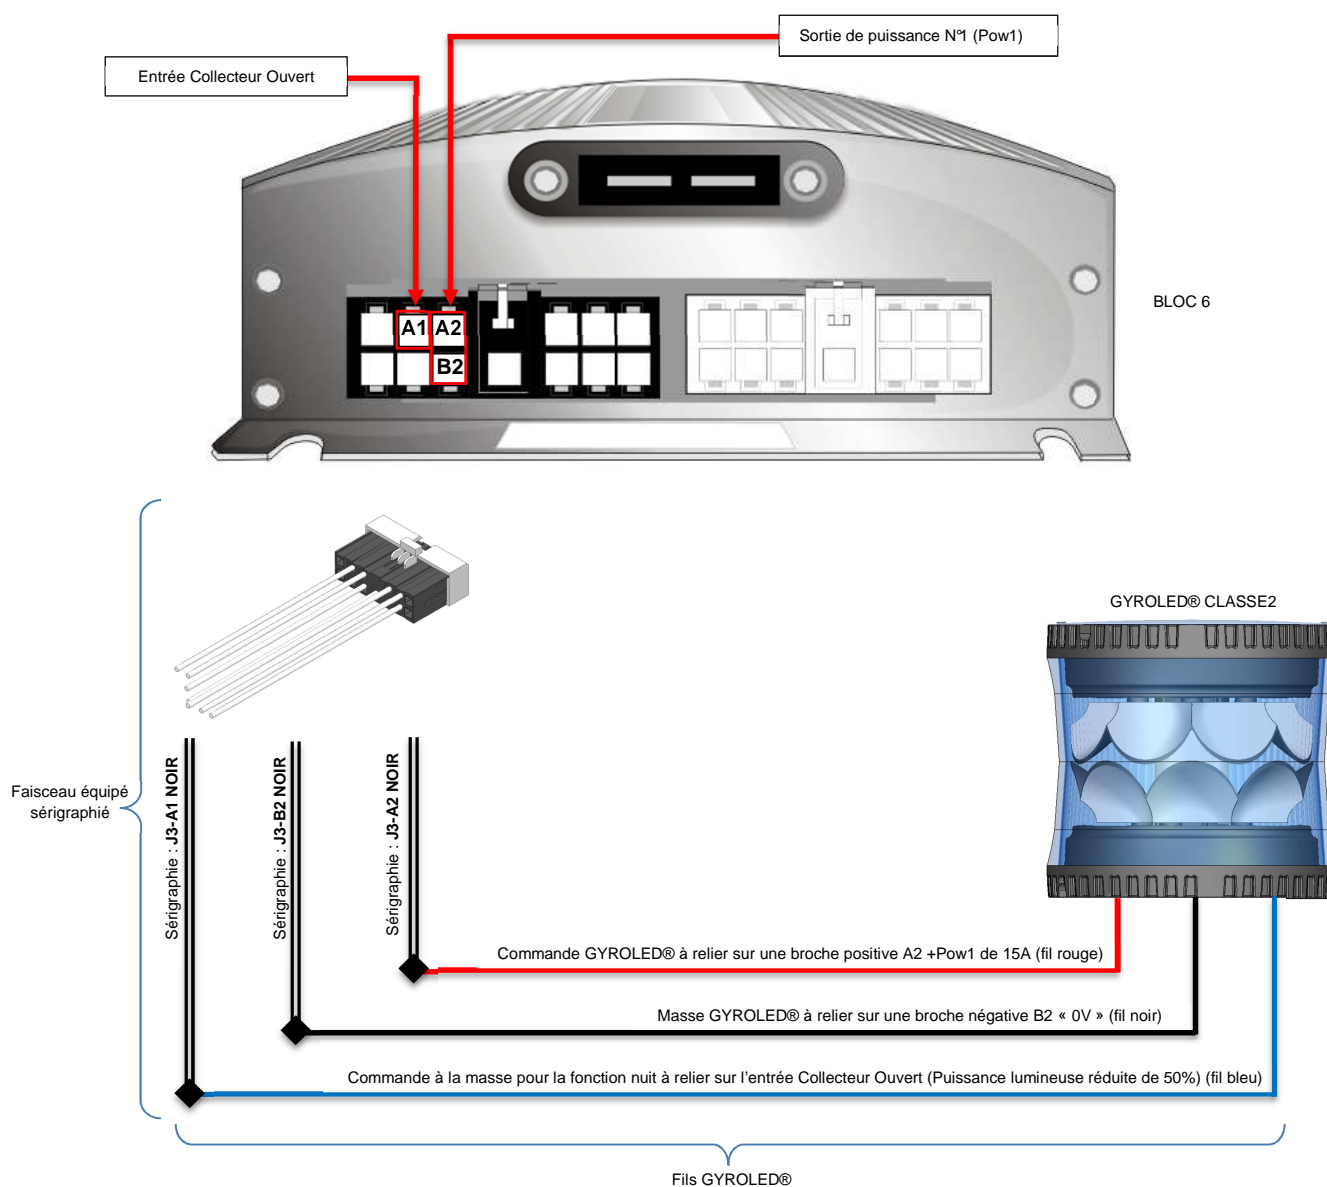 Sortie de puissance N°1 (Pow1)
Entrée Collecteur Ouvert
BLOC 6
A1
A2
B2
GYROLED® CLASSE2
Faisceau équipé
sérigraphié
Sérigraphie : J3-A1 NOIR
Sérigraphie : J3-B2 NOIR
Sérigraphie : J3-A2 NOIR
Commande GYROLED® à relier sur une broche positive A2 +Pow1 de 15A (fil rouge)
Masse GYROLED® à relier sur une broche négative B2 « 0V » (fil noir)
Commande à la masse pour la fonction nuit à relier sur l’entrée Collecteur Ouvert (Puissance lumineuse réduite de 50%) (fil bleu)
Fils GYROLED®